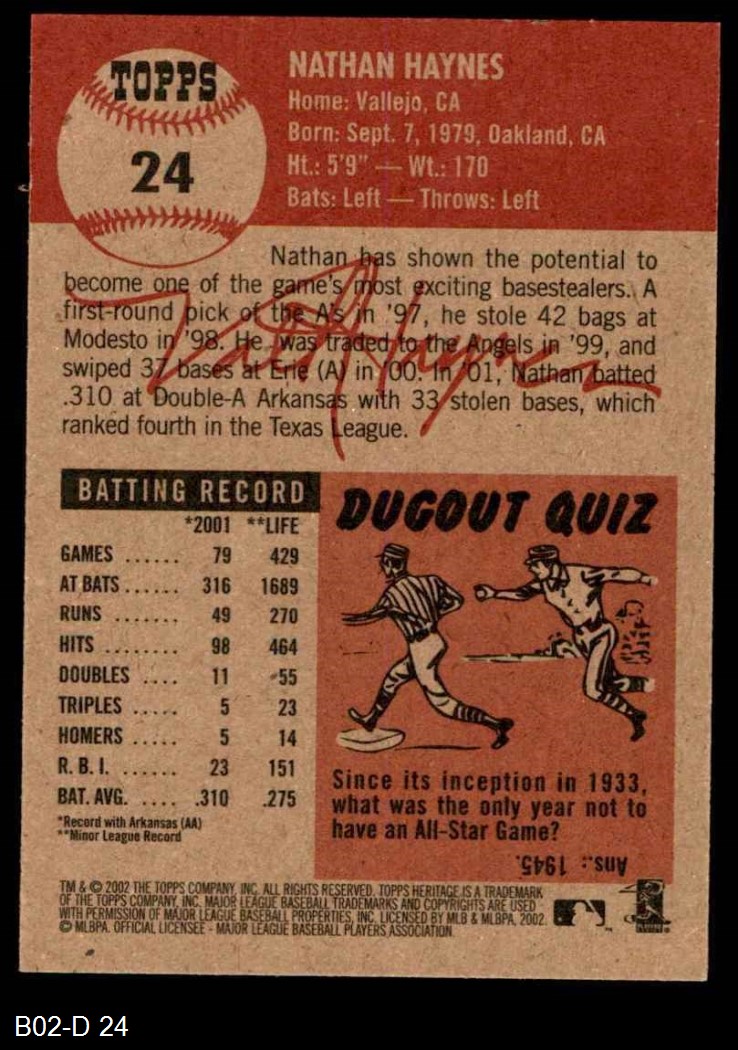 TOPPS
24
NATHAN HAYNES
Home: Vallejo, CA
Born: Sept. 7, 1979, Oakland, CA
Ht.: 5'9" — Wt.: 170
Bats: Left — Throws: Left
Nathan has shown the potential to
become one of the game's most exciting basestealers. A
first-round pick of the A's in '97, he stole 42 bags at
Modesto in '98. He was traded to the Angels in '99, and
swiped 37 bases at Erie (A) in '00. In '01, Nathan batted
.310 at Double-A Arkansas with 33 stolen bases, which
ranked fourth in the Texas League.
BATTING RECORD
*2001 **LIFE
GAMES ...... 79 429
AT BATS ...... 316 1689
RUNS ....... 49 270
HITS ........ 98 464
DOUBLES .... 11 55
TRIPLES ..... 5 23
HOMERS ..... 5 14
R. B. I. ...... 23 151
BAT. AVG. .... .310 .275
*Record with Arkansas (AA)
**Minor League Record
DUGOUT QUIZ
Since its inception in 1933,
what was the only year not to
have an All-Star Game?
Ans.: 1945.
TM & © 2002 THE TOPPS COMPANY, INC. ALL RIGHTS RESERVED. TOPPS HERITAGE IS A TRADEMARK
OF THE TOPPS COMPANY, INC. MAJOR LEAGUE BASEBALL TRADEMARKS AND COPYRIGHTS ARE USED
WITH PERMISSION OF MAJOR LEAGUE BASEBALL PROPERTIES, INC. LICENSED BY MLB & MLBPA, 2002.
© MLBPA. OFFICIAL LICENSEE - MAJOR LEAGUE BASEBALL PLAYERS ASSOCIATION
B02-D 24